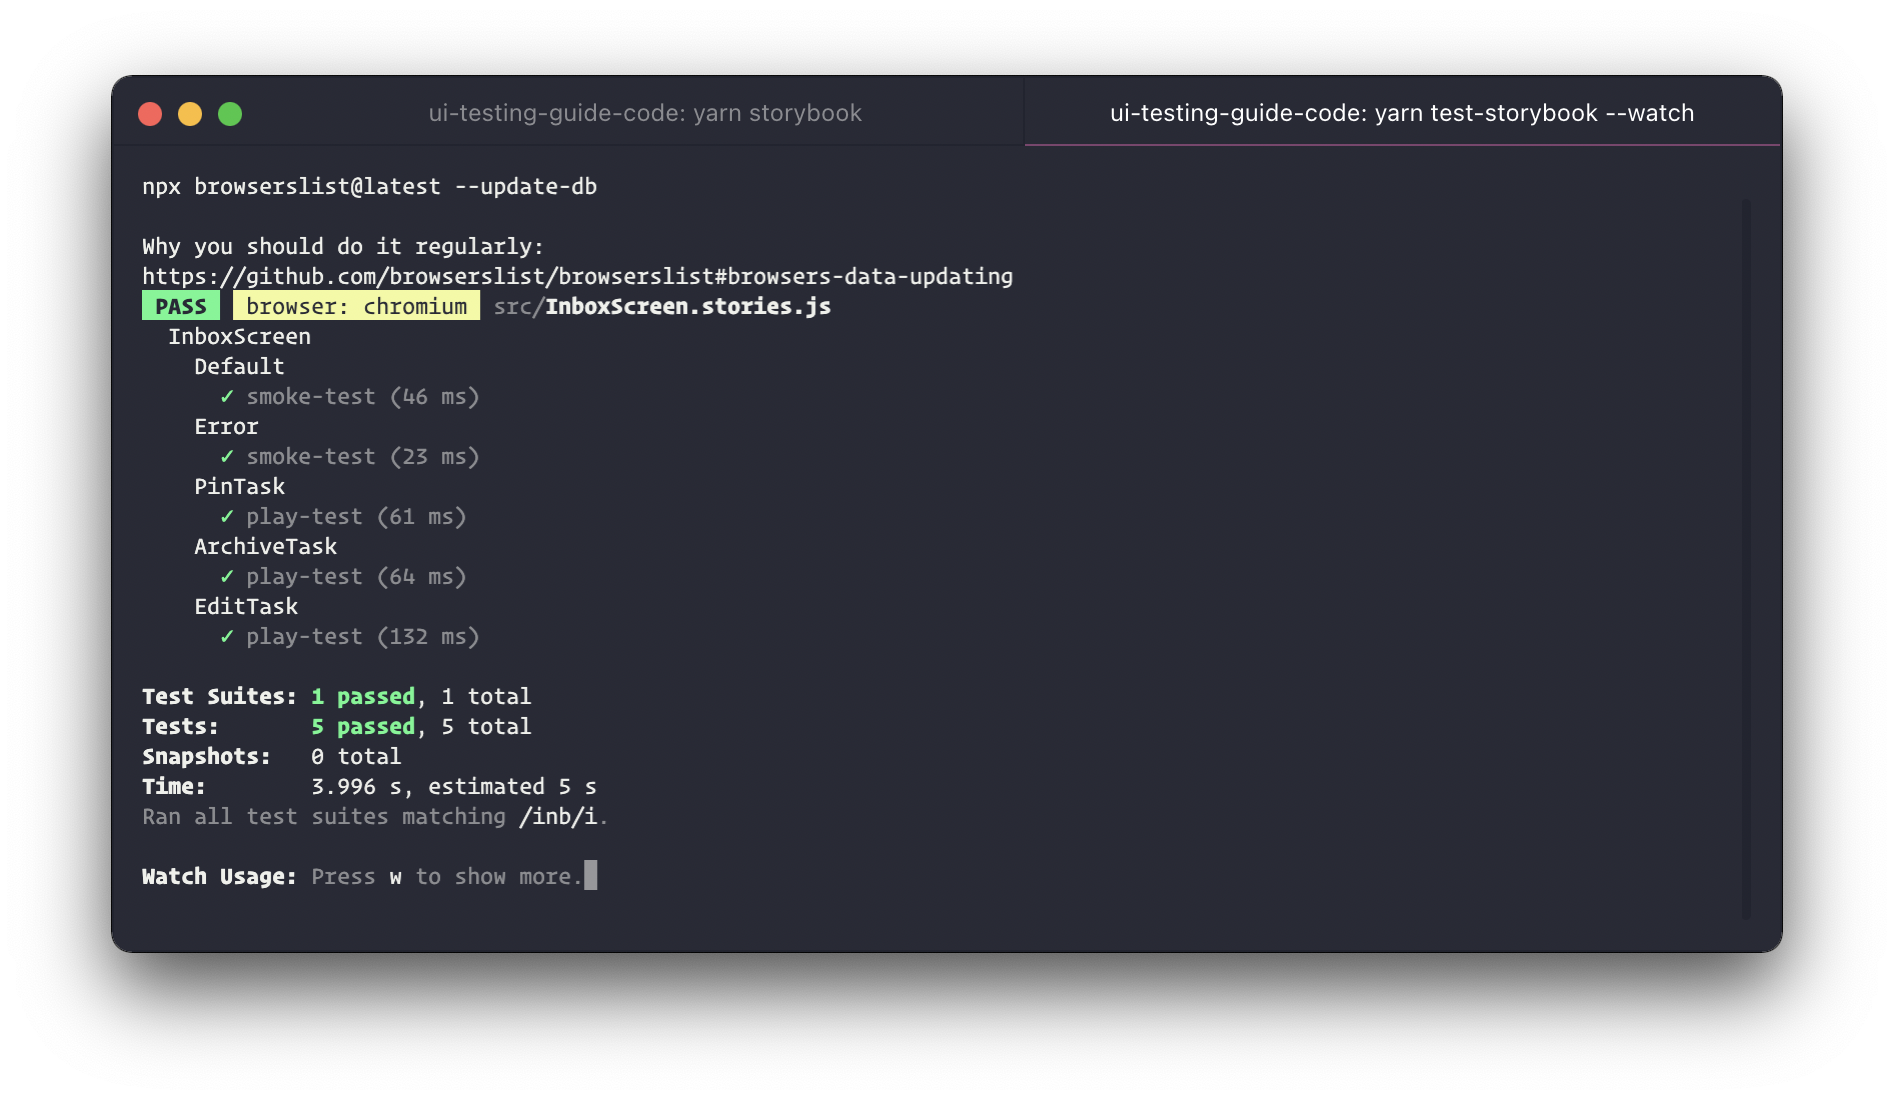 ui-testing-guide-code: yarn storybook
ui-testing-guide-code: yarn test-storybook --watch
npx browserslist@latest --update-db
Why you should do it regularly:
https://github.com/browserslist/browserslist#browsers-data-updating
PASS browser: chromium src/InboxScreen.stories.js
InboxScreen
Default
✓ smoke-test (46 ms)
Error
✓ smoke-test (23 ms)
PinTask
✓ play-test (61 ms)
ArchiveTask
✓ play-test (64 ms)
EditTask
✓ play-test (132 ms)
Test Suites: 1 passed, 1 total
Tests: 5 passed, 5 total
Snapshots: 0 total
Time: 3.996 s, estimated 5 s
Ran all test suites matching /inb/i.
Watch Usage: Press w to show more.